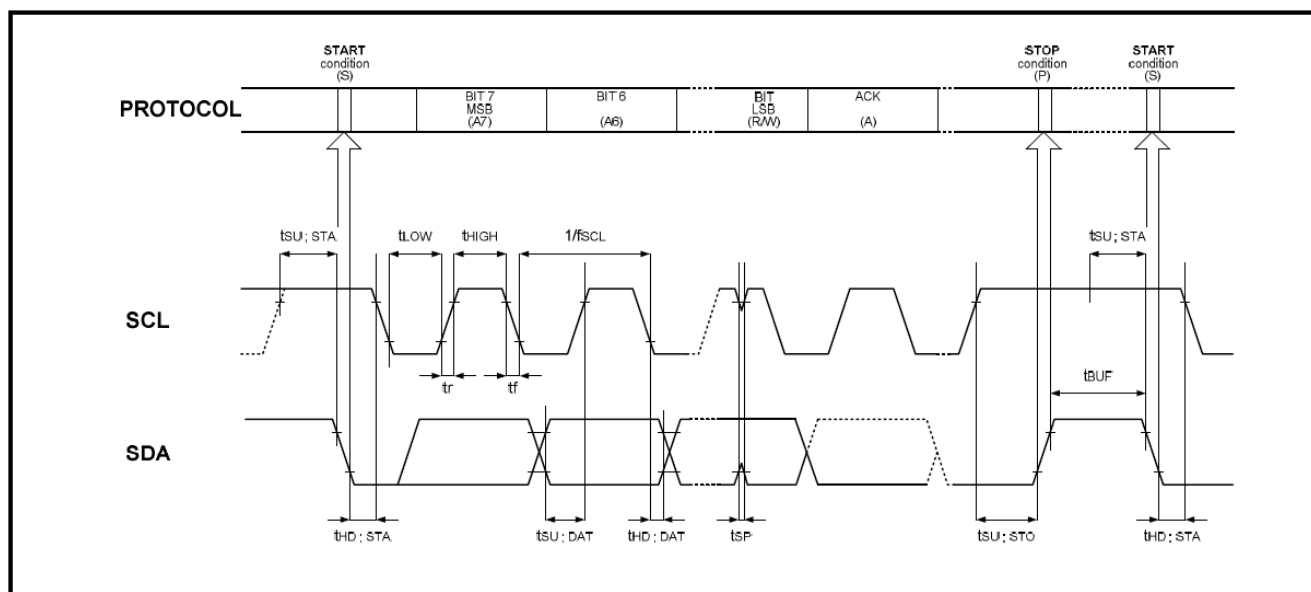 START
condition
(S)
STOP
condition
(P)
START
condition
(S)
PROTOCOL
BIT 7
MSB
(A7)
BIT 6
(A6)
BIT
LSB
(R/W)
ACK
(A)
tSU; STA
tLOW
tHIGH
1/fSCL
tSU; STA
SCL
tr
tf
tBUF
SDA
tHD; STA
tSU; DAT
tHD; DAT
tSP
tSU; STO
tHD; STA